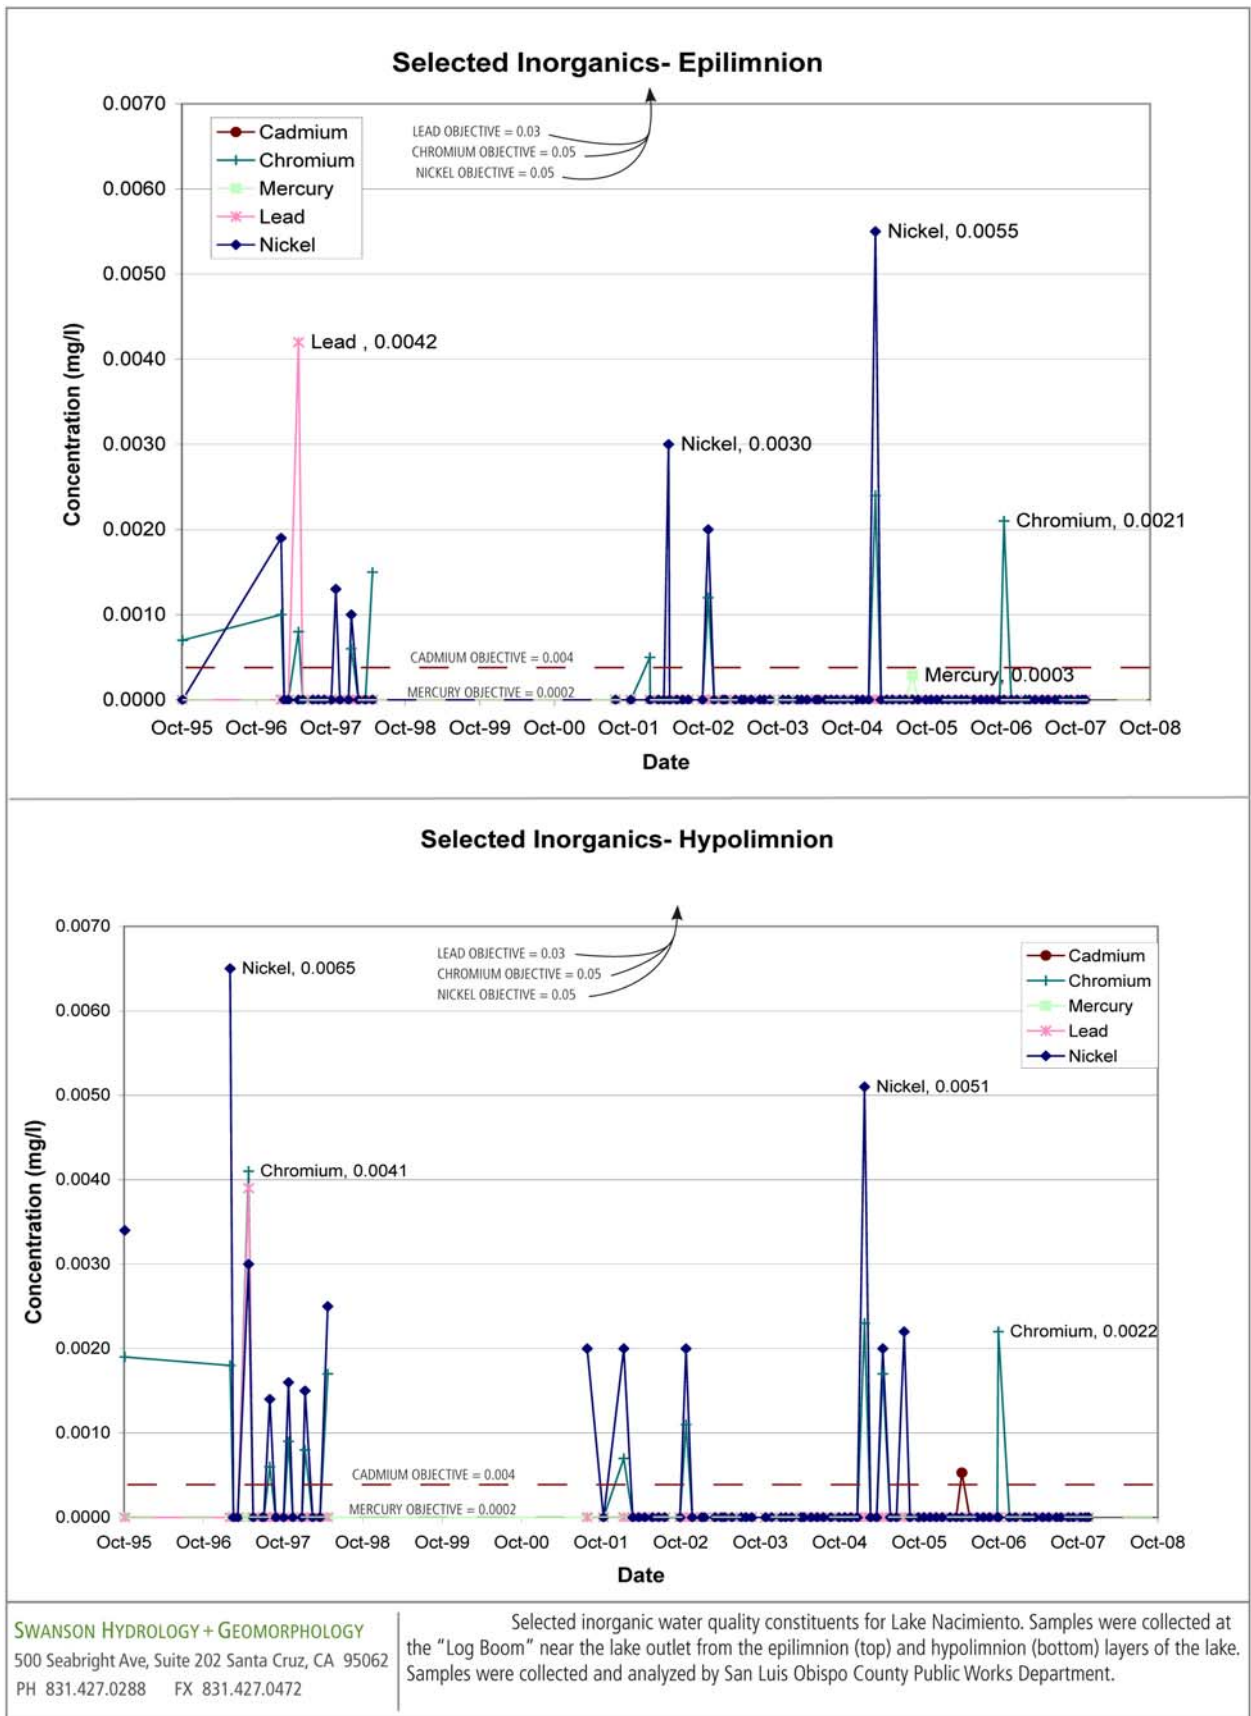 Selected Inorganics- Epilimnion
0.0070
0.0060
0.0050
0.0040
0.0030
0.0020
0.0010
0.0000
Concentration (mg/l)
Cadmium
Chromium
Mercury
Lead
Nickel
LEAD OBJECTIVE = 0.03
CHROMIUM OBJECTIVE = 0.05
NICKEL OBJECTIVE = 0.05
Nickel, 0.0055
Lead , 0.0042
Nickel, 0.0030
Chromium, 0.0021
CADMIUM OBJECTIVE = 0.004
Mercury, 0.0003
MERCURY OBJECTIVE = 0.0002
Oct-95 Oct-96 Oct-97 Oct-98 Oct-99 Oct-00 Oct-01 Oct-02 Oct-03 Oct-04 Oct-05 Oct-06 Oct-07 Oct-08
Date
Selected Inorganics- Hypolimnion
0.0070
0.0060
0.0050
0.0040
0.0030
0.0020
0.0010
0.0000
Concentration (mg/l)
LEAD OBJECTIVE = 0.03
CHROMIUM OBJECTIVE = 0.05
NICKEL OBJECTIVE = 0.05
Cadmium
Chromium
Mercury
Lead
Nickel
Nickel, 0.0065
Nickel, 0.0051
Chromium, 0.0041
Chromium, 0.0022
CADMIUM OBJECTIVE = 0.004
MERCURY OBJECTIVE = 0.0002
Oct-95 Oct-96 Oct-97 Oct-98 Oct-99 Oct-00 Oct-01 Oct-02 Oct-03 Oct-04 Oct-05 Oct-06 Oct-07 Oct-08
Date
SWANSON HYDROLOGY + GEOMORPHOLOGY
500 Seabright Ave, Suite 202 Santa Cruz, CA 95062
PH 831.427.0288 FX 831.427.0472
Selected inorganic water quality constituents for Lake Nacimiento. Samples were collected at
the “Log Boom” near the lake outlet from the epilimnion (top) and hypolimnion (bottom) layers of the lake.
Samples were collected and analyzed by San Luis Obispo County Public Works Department.